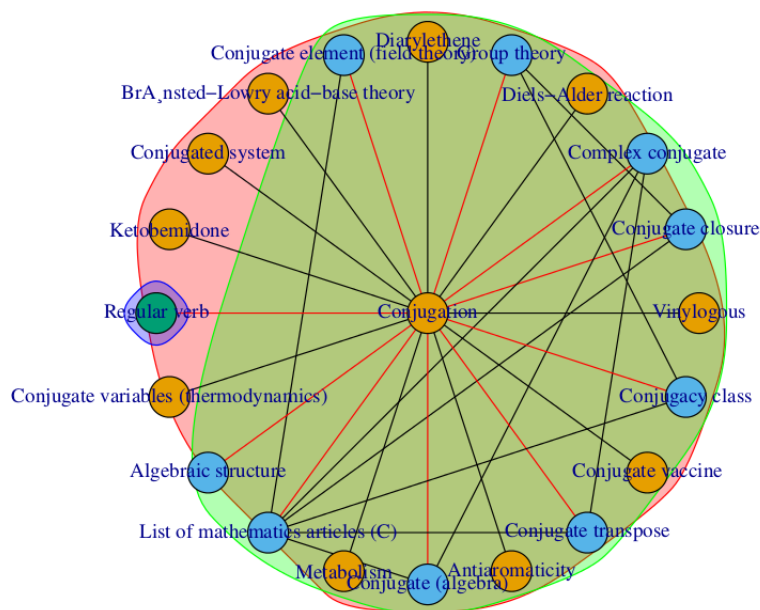 Diarylethene
Conjugate element (field theory)
Group theory
BrA¸nsted−Lowry acid−base theory
Diels−Alder reaction
Conjugated system
Complex conjugate
Ketobemidone
Conjugate closure
Regular verb
Conjugation
Vinylogous
Conjugate variables (thermodynamics)
Conjugacy class
Algebraic structure
Conjugate vaccine
List of mathematics articles (C)
Conjugate transpose
Metabolism
Antiaromaticity
Conjugate (algebra)